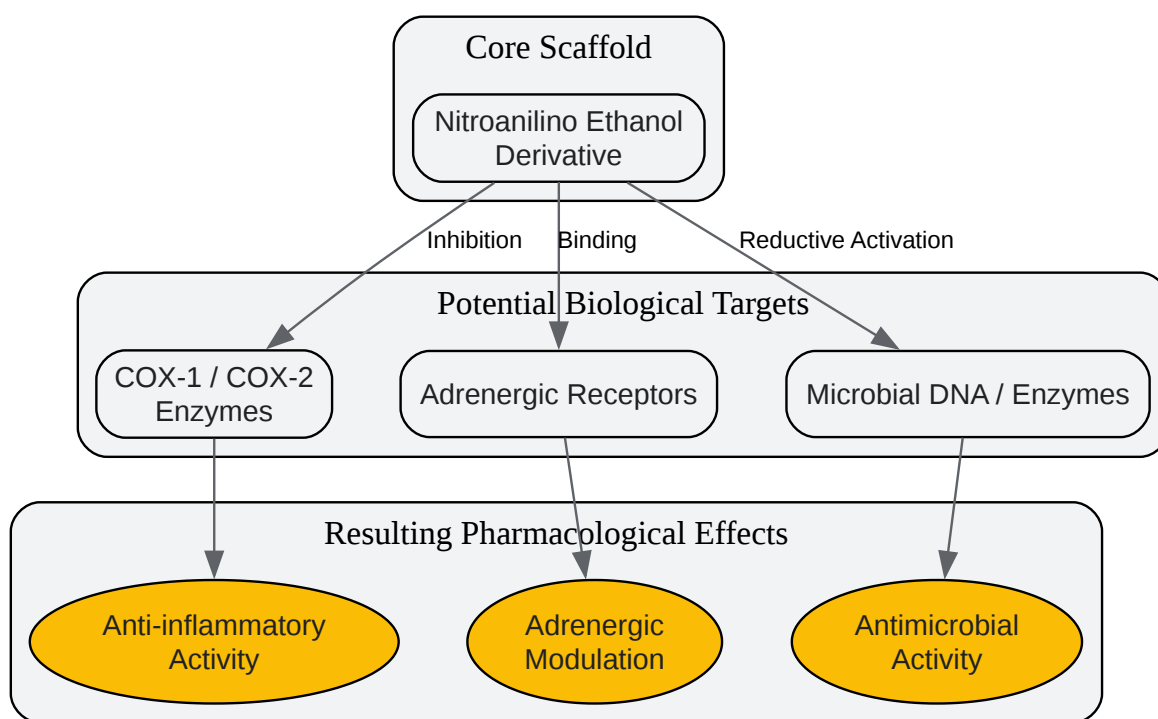 Core Scaffold
Nitroanilino Ethanol
Derivative
Inhibition
Binding
Reductive Activation
Potential Biological Targets
COX-1 / COX-2
Enzymes
Adrenergic Receptors
Microbial DNA / Enzymes
Resulting Pharmacological Effects
Anti-inflammatory
Activity
Adrenergic
Modulation
Antimicrobial
Activity